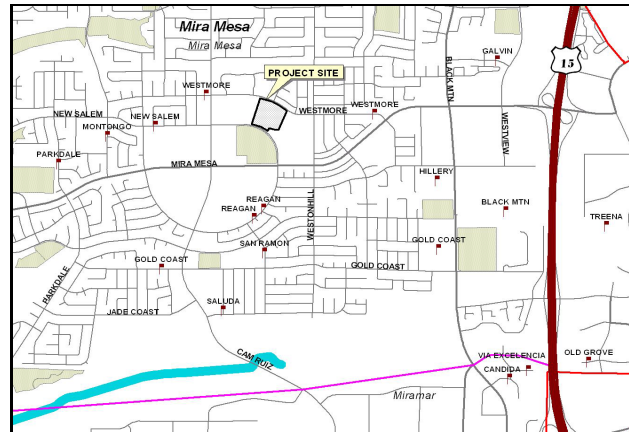 Mira Mesa
Mira Mesa
GALVIN
BLACK MTN
15
PROJECT SITE
WESTMORE
WESTMORE
WESTMORE
NEW SALEM
NEW SALEM
MONTONGO
WESTVIEW
PARKDALE
MIRA MESA
HILLERY
REAGAN
REAGAN
WESTONHILL
BLACK MTN
TREENA
SAN RAMON
GOLD COAST
GOLD COAST
GOLD COAST
PARKDALE
SALUDA
JADE COAST
CAM RUIZ
VIA EXCELENCIA
OLD GROVE
CANDIDA
Miramar